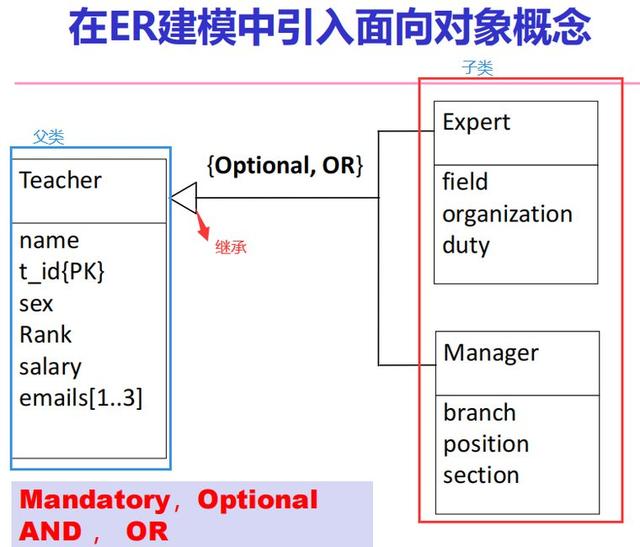 在ER建模中引入面向对象概念
子类
父类
Teacher
name
t_id{PK}
sex
Rank
salary
emails[1..3]
{Optional, OR}
继承
Expert
field
organization
duty
Manager
branch
position
section
Mandatory，Optional
AND ， OR